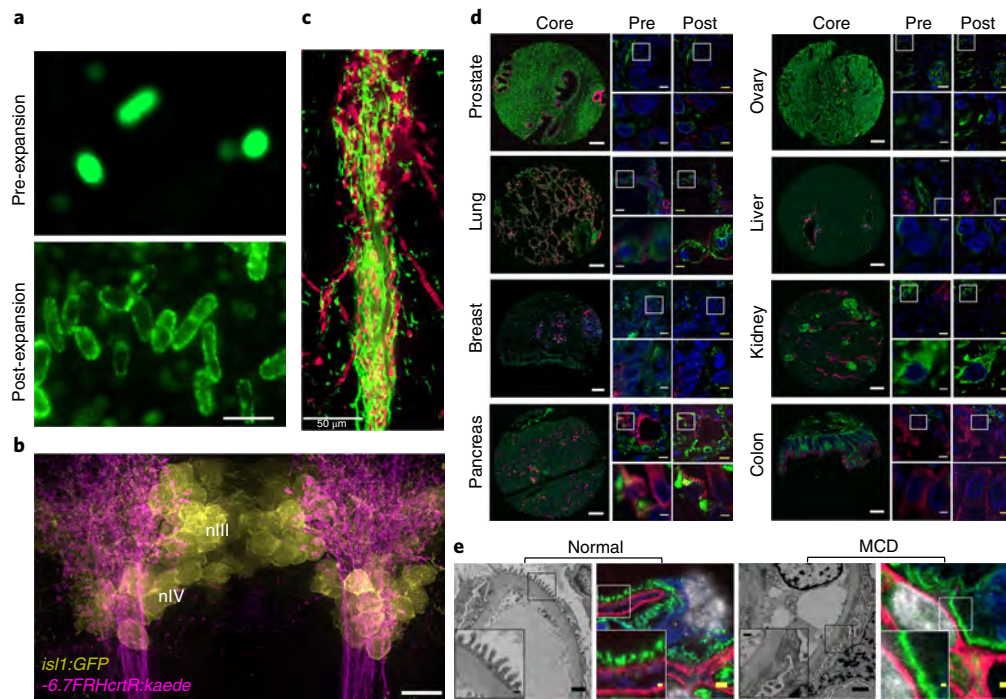 a
Pre-expansion
Post-expansion
c
50 µm
b
nIII
nIV
isl1:GFP
-6.7FRHcrtR:kaede
d
Core Pre Post
Prostate
Lung
Breast
Pancreas
Core Pre Post
Ovary
Liver
Kidney
Colon
e
Normal
MCD